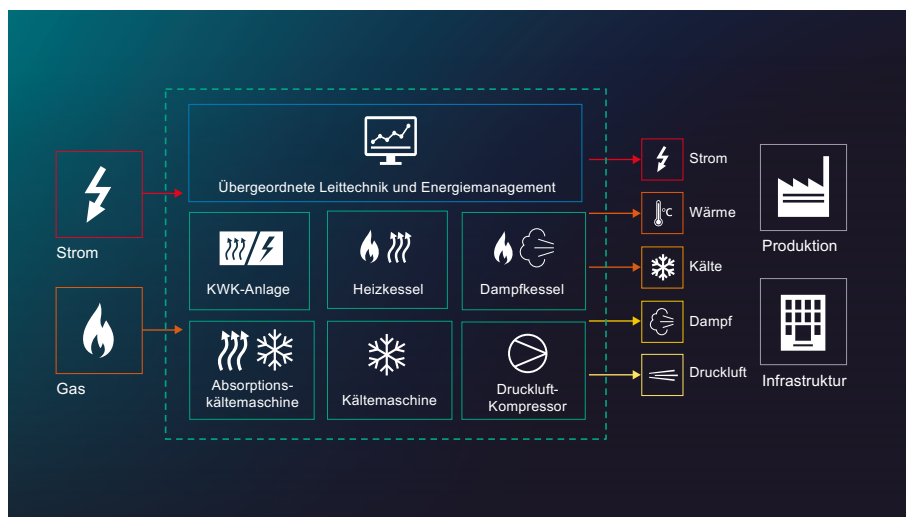 Übergeordnete Leittechnik und Energiemanagement
Strom
Gas
KWK-Anlage
Heizkessel
Dampfkessel
Absorptions-
kältemaschine
Kältemaschine
Druckluft-
Kompressor
Strom
°C
Wärme
Kälte
Dampf
Druckluft
Produktion
Infrastruktur